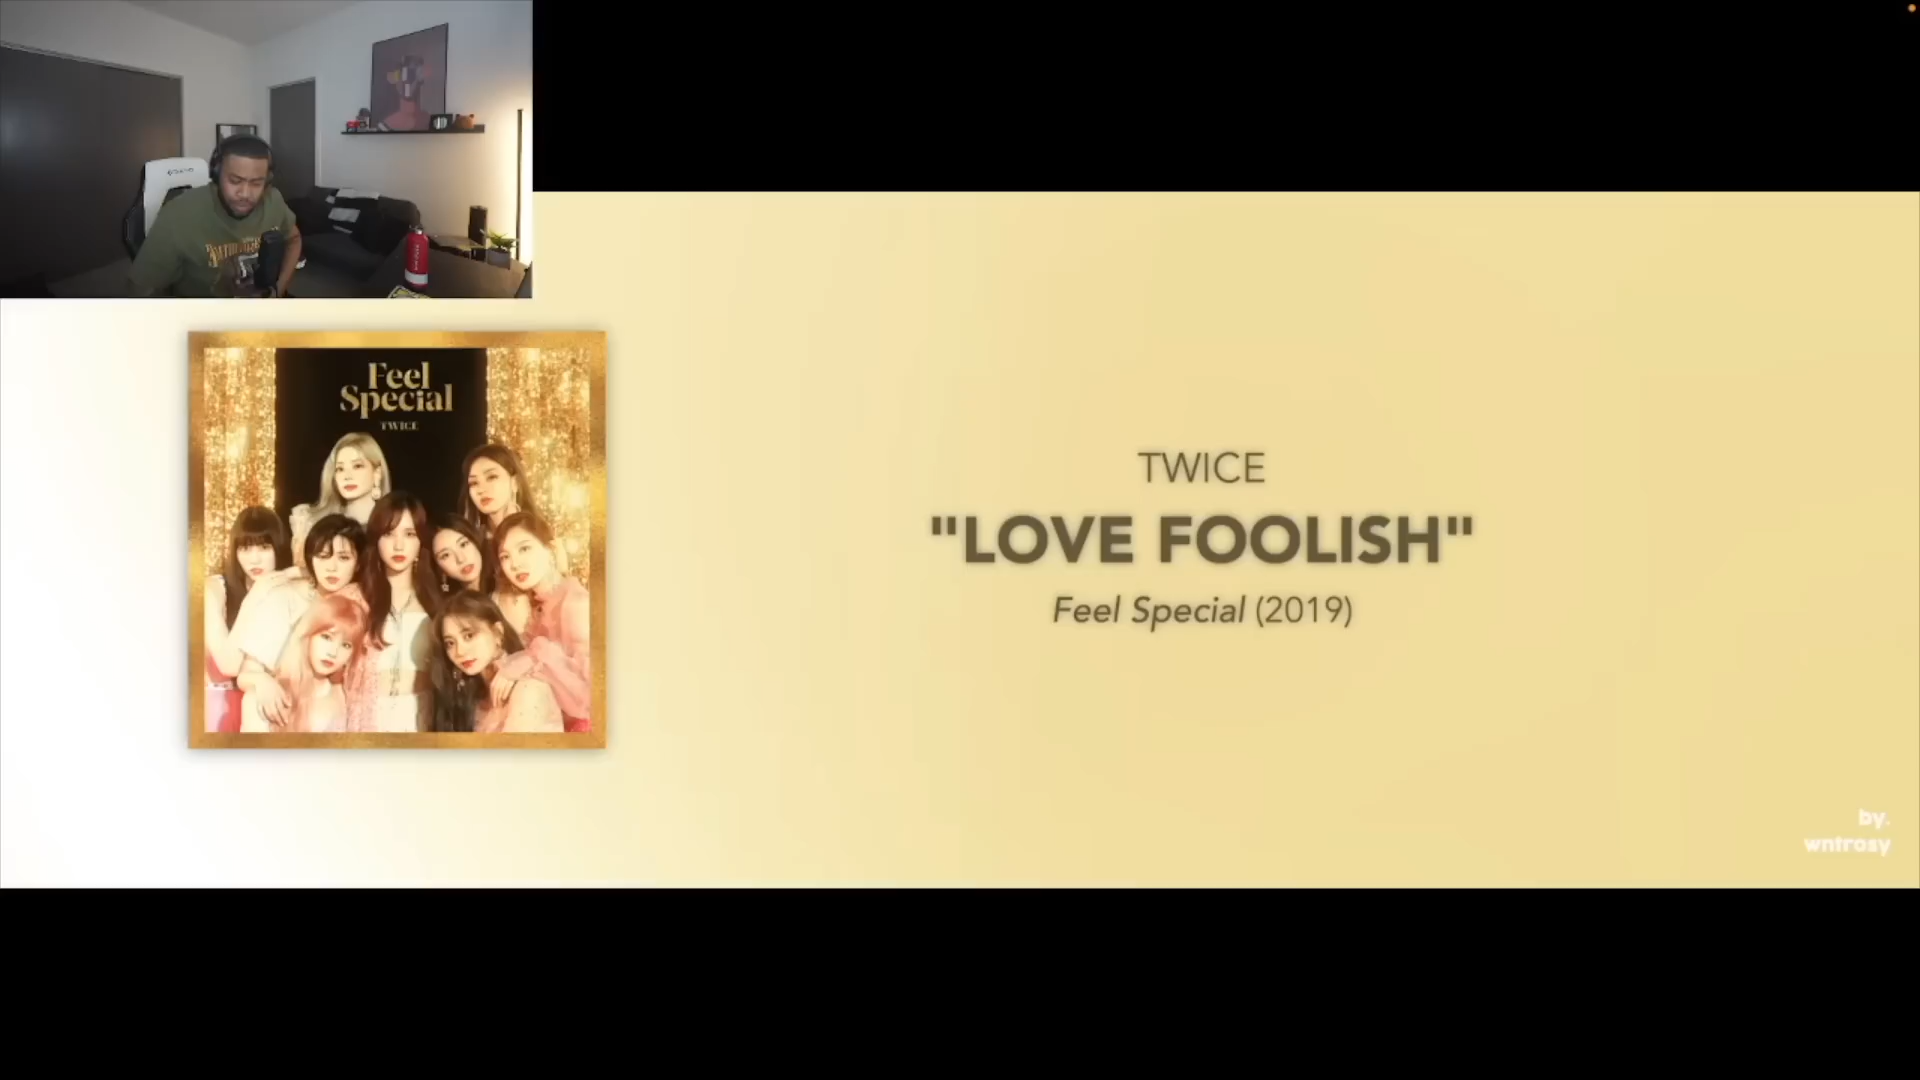 Feel
Special
TWICE
TWICE
"LOVE FOOLISH"
Feel Special (2019)
by.
wntrosy